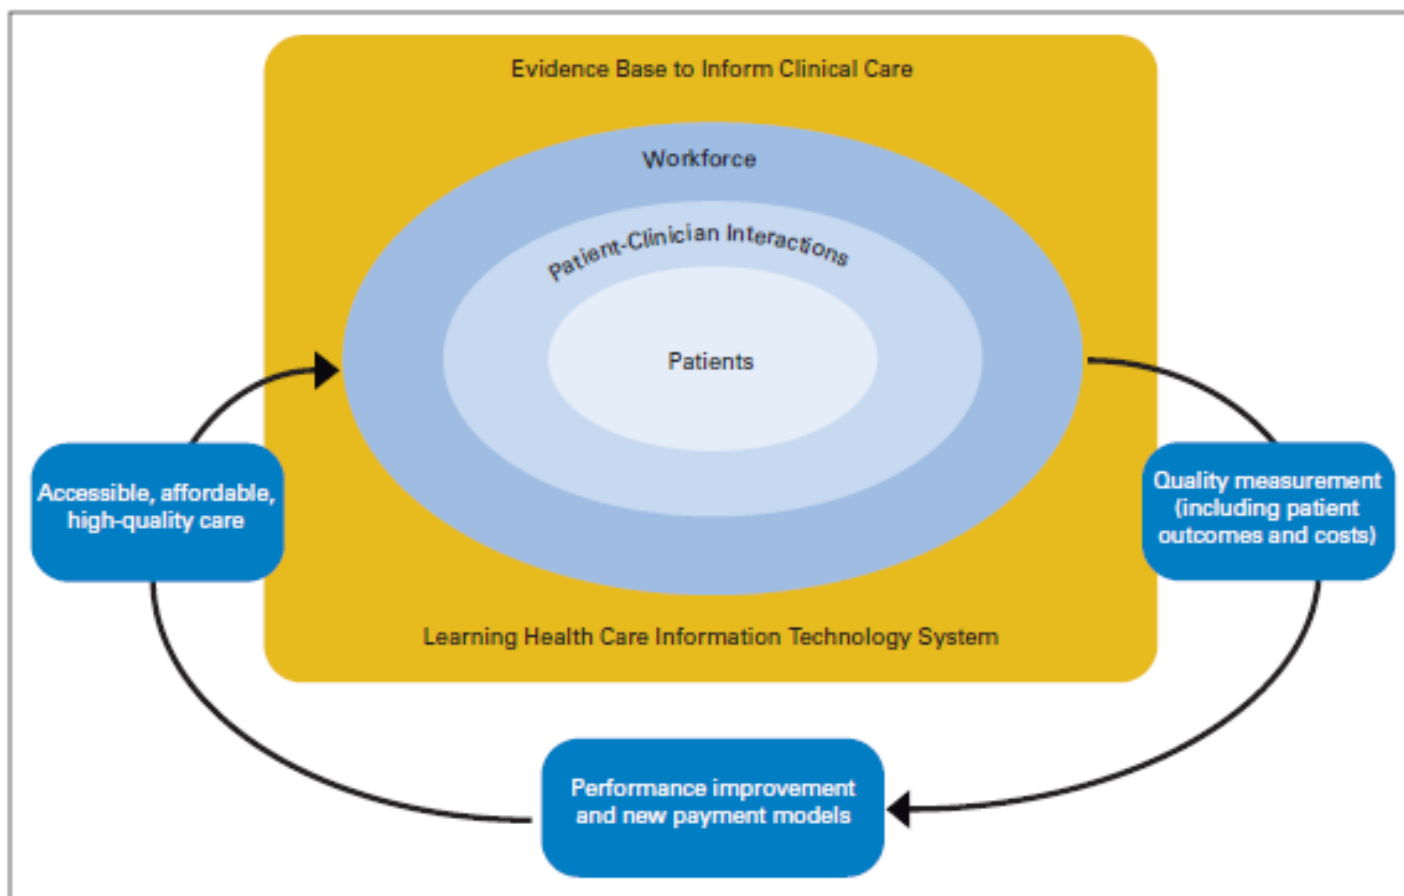 Evidence Base to Inform Clinical Care
Workforce
Patient-Clinician Interactions
Patients
Accessible, affordable,
high-quality care
Quality measurement
(including patient
outcomes and costs)
Learning Health Care Information Technology System
Performance improvement
and new payment models